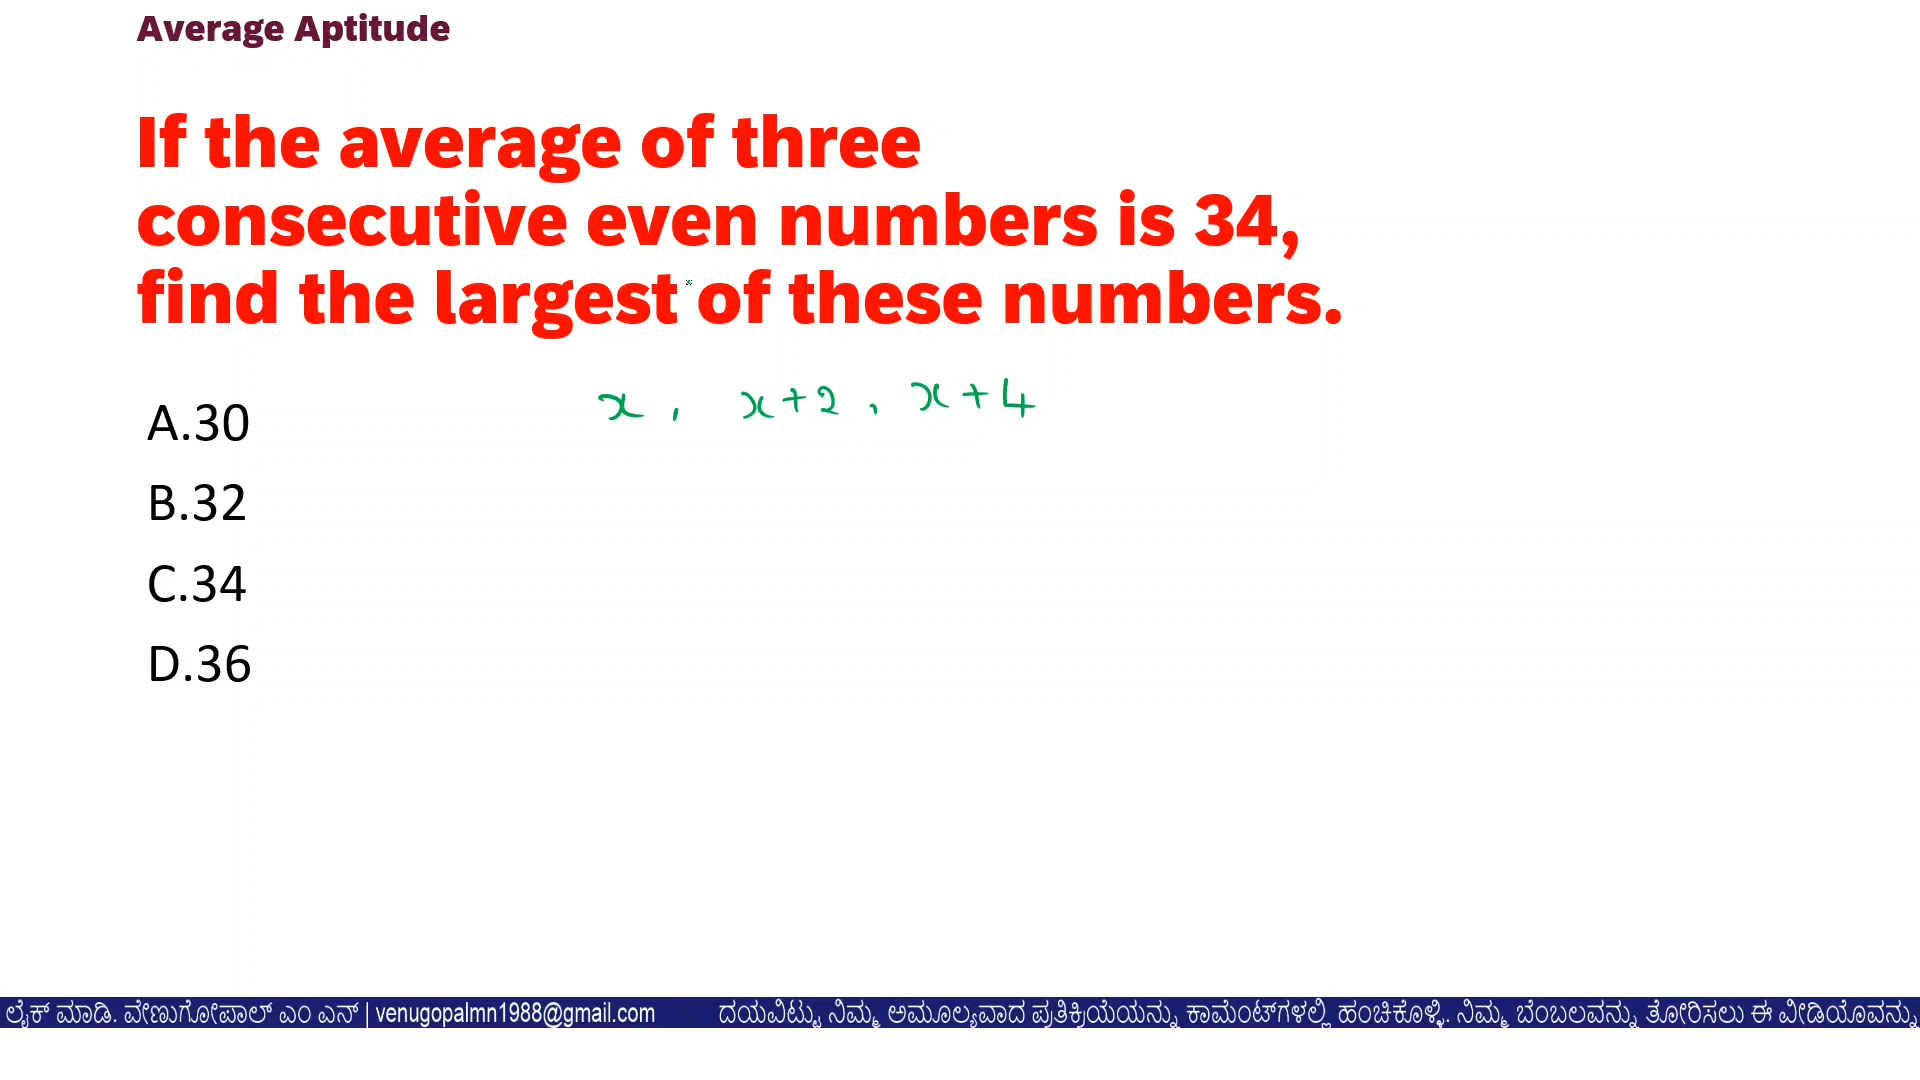 Average Aptitude
If the average of three
consecutive even numbers is 34,
find the largest of these numbers.
x, x+2, x+4
A.30
B.32
C.34
D.36
ಲೈಕ್ ಮಾಡಿ. ವೇಣುಗೋಪಾಲ್ ಎಂ ಎನ್ | venugopalmn1988@gmail.com ದಯವಿಟ್ಟು ನಿಮ್ಮ ಅಮೂಲ್ಯವಾದ ಪ್ರತಿಕ್ರಿಯೆಯನ್ನು ಕಾಮೆಂಟ್‌ಗಳಲ್ಲಿ ಹಂಚಿಕೊಳ್ಳಿ. ನಿಮ್ಮ ಬೆಂಬಲವನ್ನು ತೋರಿಸಲು ಈ ವೀಡಿಯೊವನ್ನು